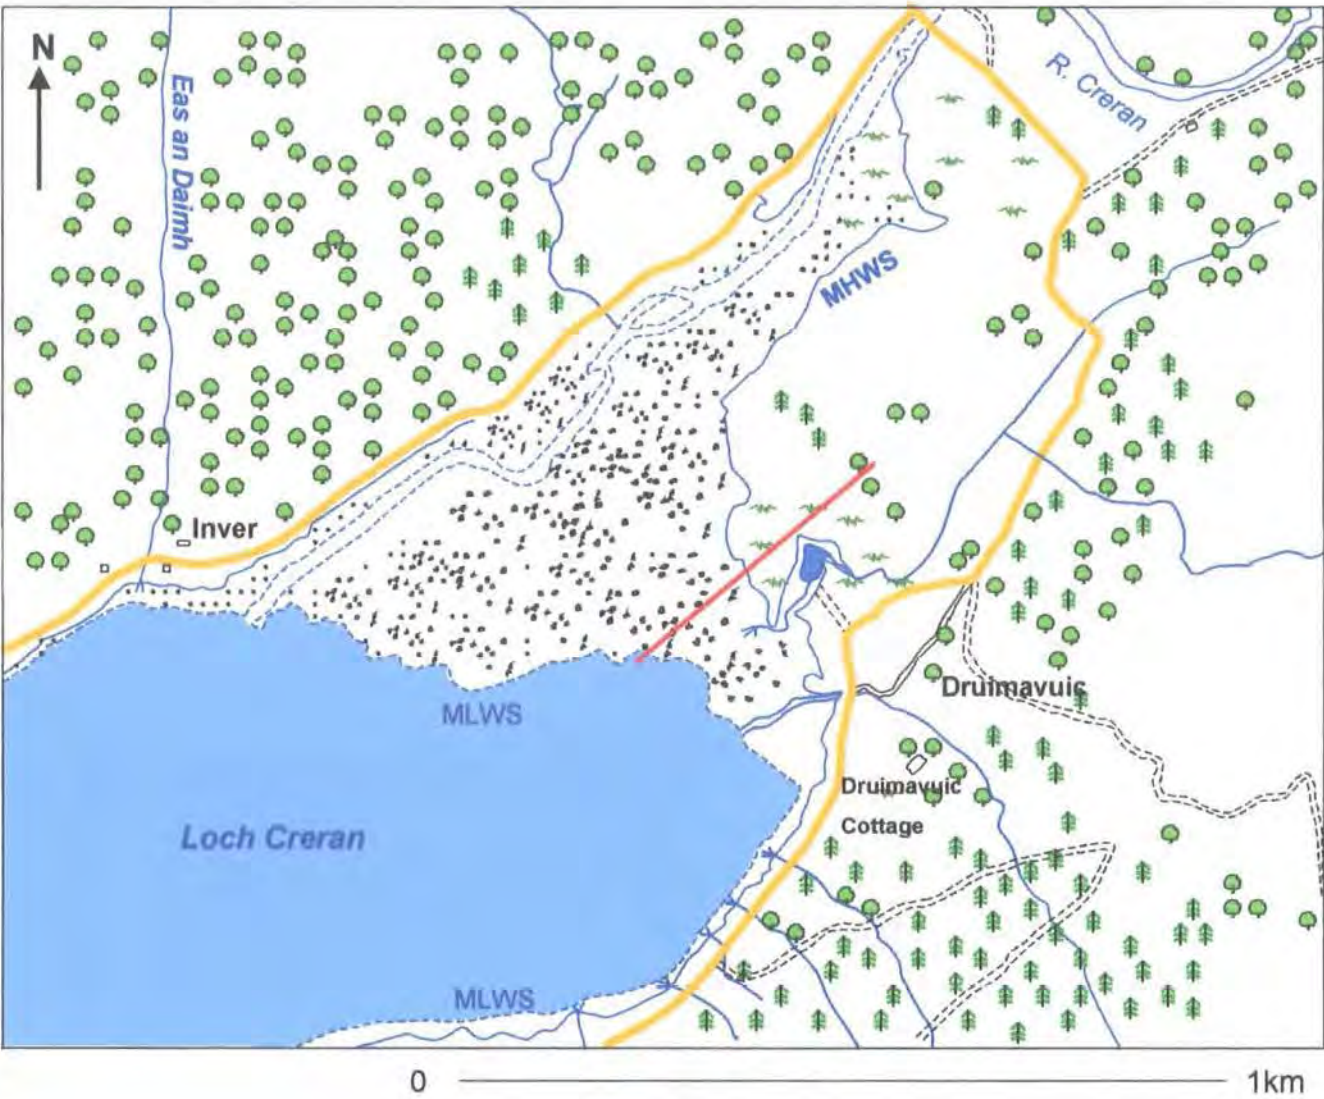 N
Eas an Daimh
R. Creran
MHWS
Inver
Druimavuic
MLWS
Druimavuic
Cottage
Loch Creran
MLWS
0 1km